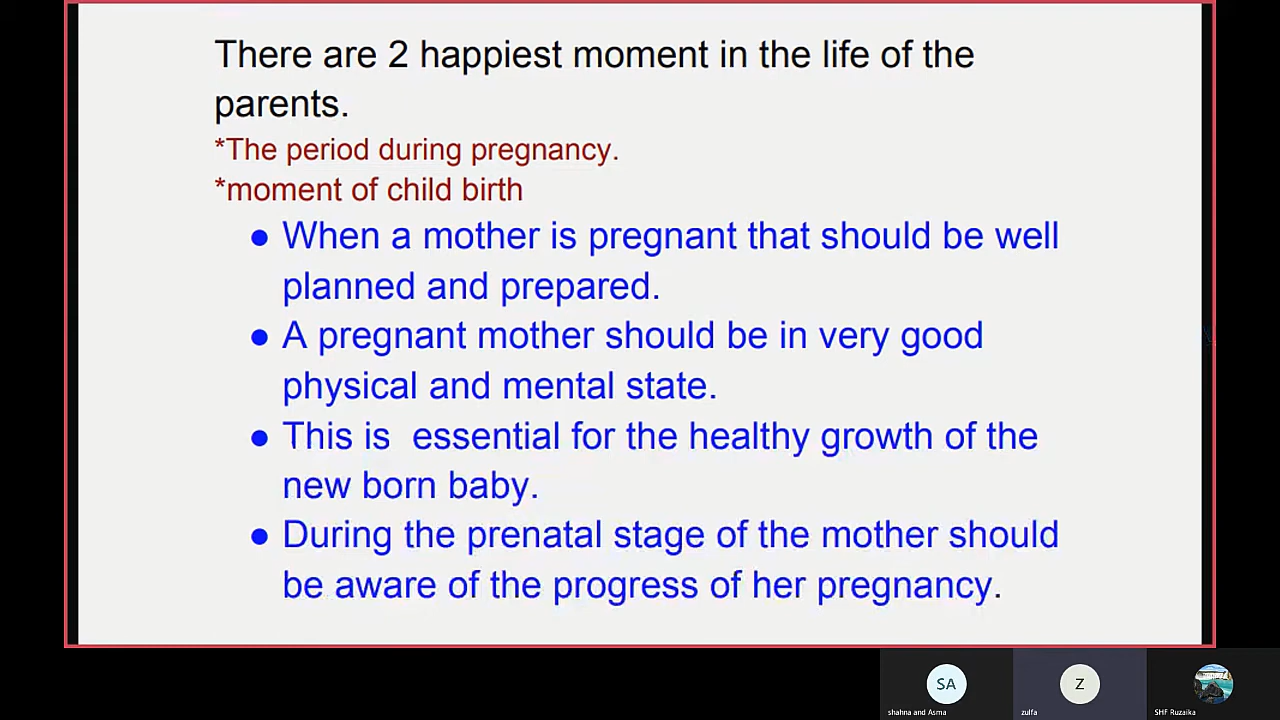 There are 2 happiest moment in the life of the
parents.
*The period during pregnancy.
*moment of child birth
● When a mother is pregnant that should be well
planned and prepared.
● A pregnant mother should be in very good
physical and mental state.
● This is  essential for the healthy growth of the
new born baby.
● During the prenatal stage of the mother should
be aware of the progress of her pregnancy.
SA
Z
shahna and Asma
zulfa
SHF Ruzaika